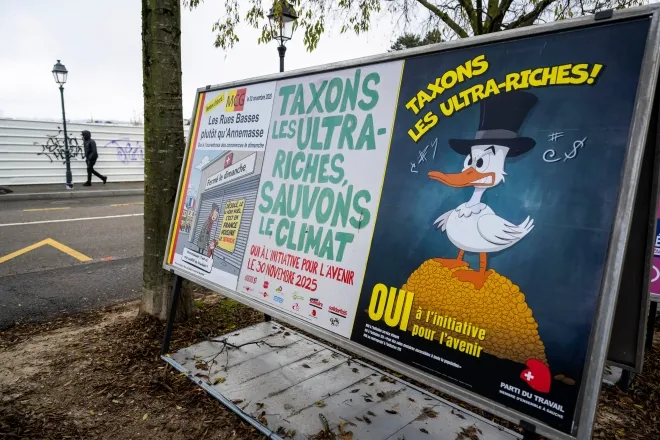 MCG
Les Rues Basses
plutôt qu'Annemasse
Fermé le dimanche
TAXONS
LES ULTRA-
RICHES,
SAUVONS
LE CLIMAT
OUI À L'INITIATIVE POUR L'AVENIR
LE 30 NOVEMBRE 2025
TAXONS
LES ULTRA-RICHES!
OUI
à l'initiative
pour l'avenir
PARTI DU TRAVAIL